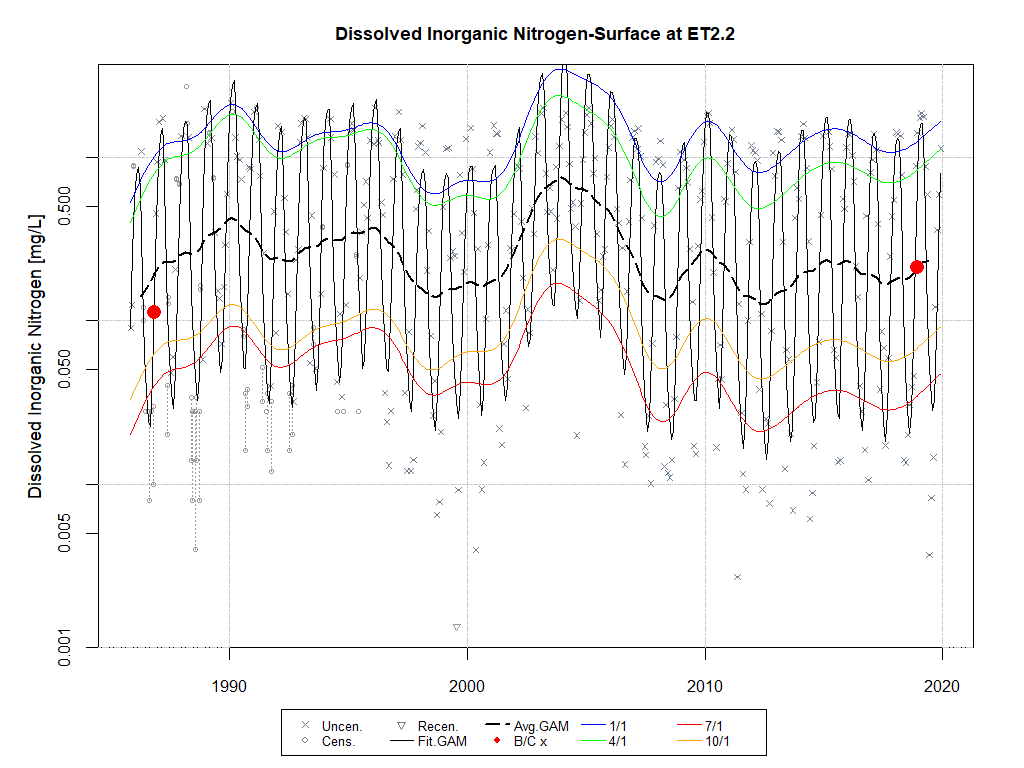 Dissolved Inorganic Nitrogen-Surface at ET2.2
Dissolved Inorganic Nitrogen [mg/L]
0.500
0.050
0.005
0.001
1990 2000 2010 2020
Uncen. Recen. Avg.GAM 1/1 7/1
Cens. Fit.GAM B/C x 4/1 10/1